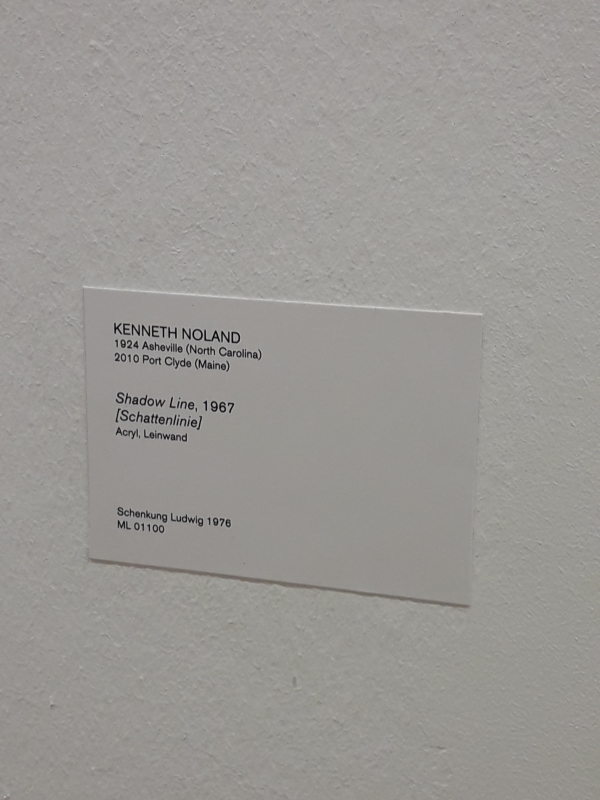 KENNETH NOLAND
1924 Asheville (North Carolina)
2010 Port Clyde (Maine)
Shadow Line, 1967
[Schattenlinie]
Acryl, Leinwand
Schenkung Ludwig 1976
ML 01100